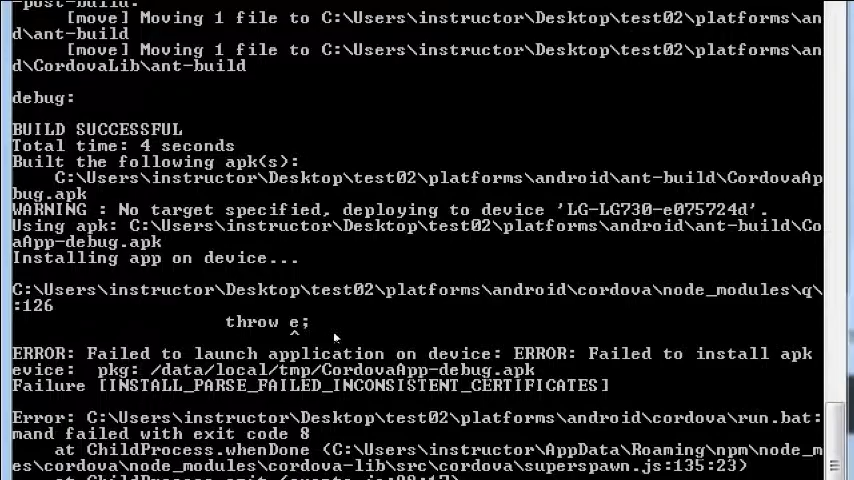 -post-build:
[move] Moving 1 file to C:\Users\instructor\Desktop\test02\platforms\an
d\ant-build
[move] Moving 1 file to C:\Users\instructor\Desktop\test02\platforms\an
d\CordovaLib\ant-build
debug:
BUILD SUCCESSFUL
Total time: 4 seconds
Built the following apk(s):
C:\Users\instructor\Desktop\test02\platforms\android\ant-build\CordovaAp
bug.apk
WARNING : No target specified, deploying to device 'LG-LG730-e075724d'.
Using apk: C:\Users\instructor\Desktop\test02\platforms\android\ant-build\Co
aApp-debug.apk
Installing app on device...
C:\Users\instructor\Desktop\test02\platforms\android\cordova\node_modules\q\
:126
throw e;
^
ERROR: Failed to launch application on device: ERROR: Failed to install apk
evice:  pkg: /data/local/tmp/CordovaApp-debug.apk
Failure [INSTALL_PARSE_FAILED_INCONSISTENT_CERTIFICATES]
Error: C:\Users\instructor\Desktop\test02\platforms\android\cordova\run.bat:
mand failed with exit code 8
at ChildProcess.whenDone (C:\Users\instructor\AppData\Roaming\npm\node_m
es\cordova\node_modules\cordova-lib\src\cordova\superspawn.js:135:23)
at ChildProcess.emit (events.js:98:17)